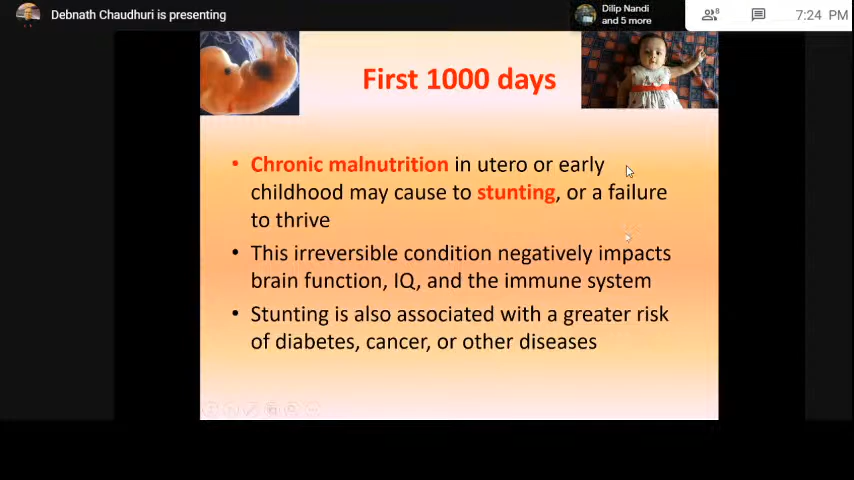 Debnath Chaudhuri is presenting
Dilip Nandi
and 5 more
8
7:24 PM
First 1000 days
• Chronic malnutrition in utero or early
childhood may cause to stunting, or a failure
to thrive
• This irreversible condition negatively impacts
brain function, IQ, and the immune system
• Stunting is also associated with a greater risk
of diabetes, cancer, or other diseases